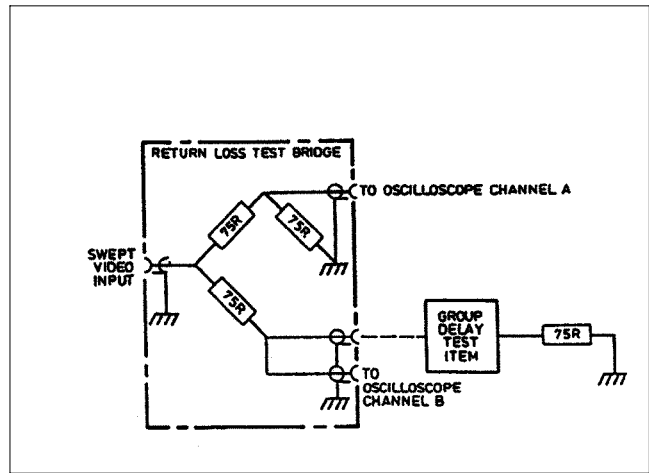 RETURN LOSS TEST BRIDGE
TO OSCILLOSCOPE CHANNEL A
75R
75R
SWEPT
VIDEO
INPUT
75R
GROUP
DELAY
TEST
ITEM
75R
TO
OSCILLOSCOPE
CHANNEL B